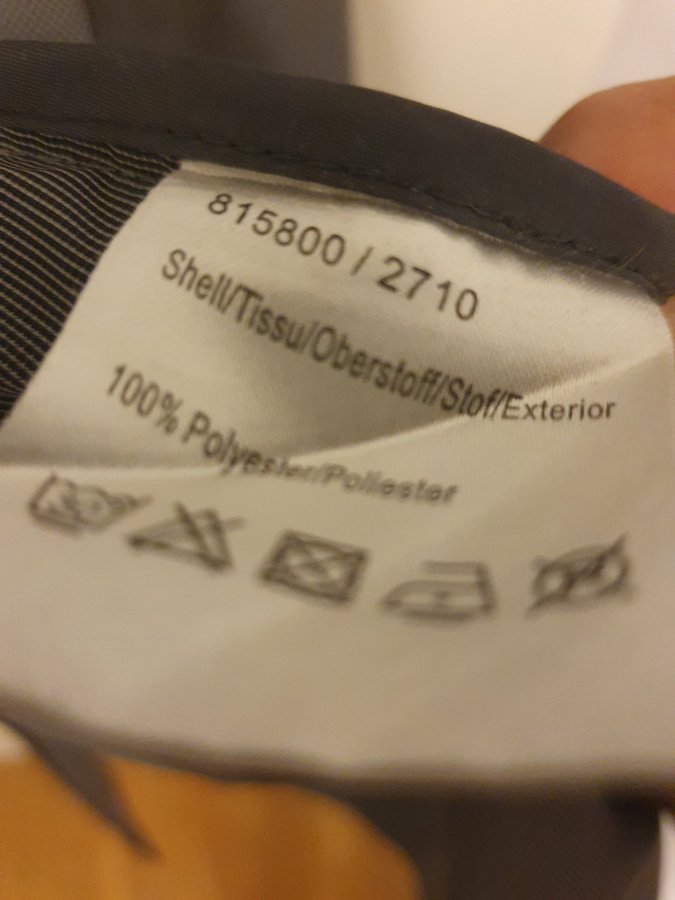 815800 / 2710
Shell/Tissu/Oberstoff/Stof/Exterior
100% Polyester/Poliester